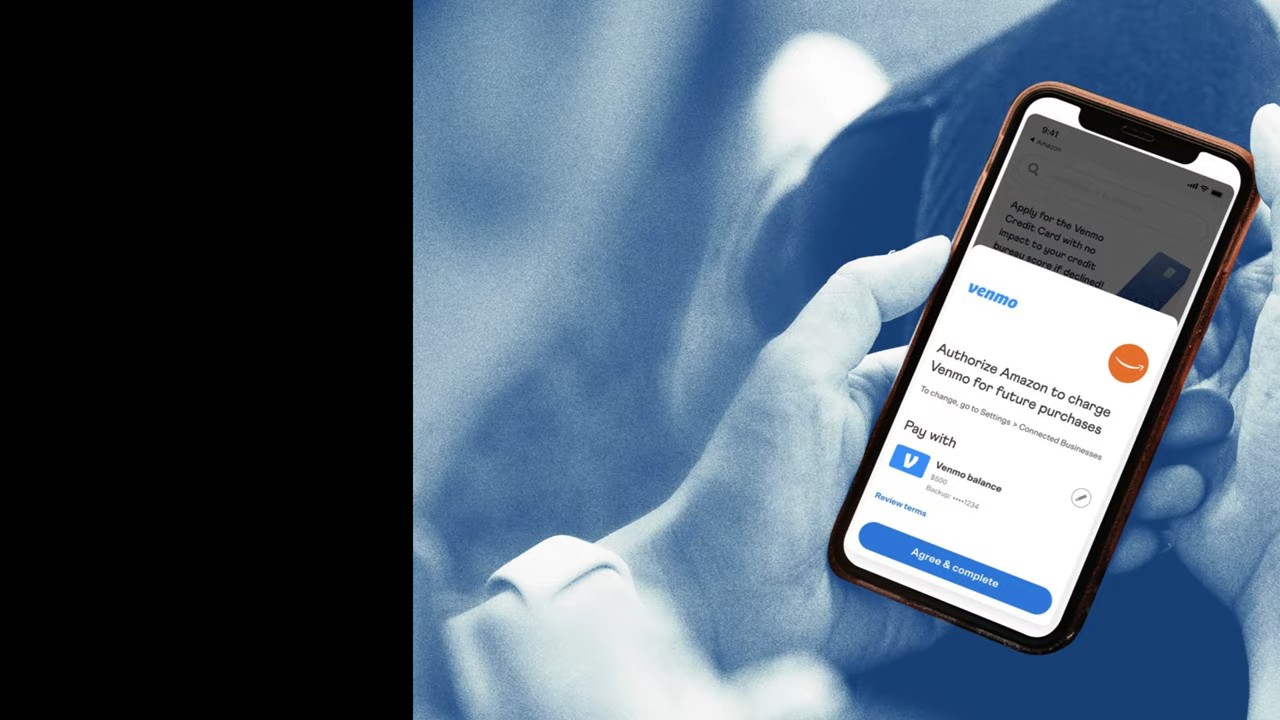 9:41
Amazon
Apply for the Venmo
Credit Card with no
impact to your credit
bureau score if declined!
venmo
Authorize Amazon to charge
Venmo for future purchases
To change, go to Settings > Connected Businesses
Pay with
V
Venmo balance
$500
Backup: ••••1234
Review terms
Agree & complete